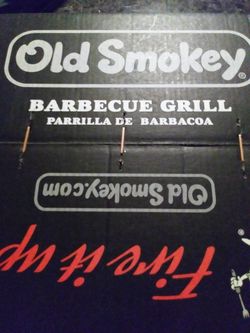 Old Smokey®
BARBECUE GRILL
PARRILLA DE BARBACOA
Old Smokey.com
Fire it up